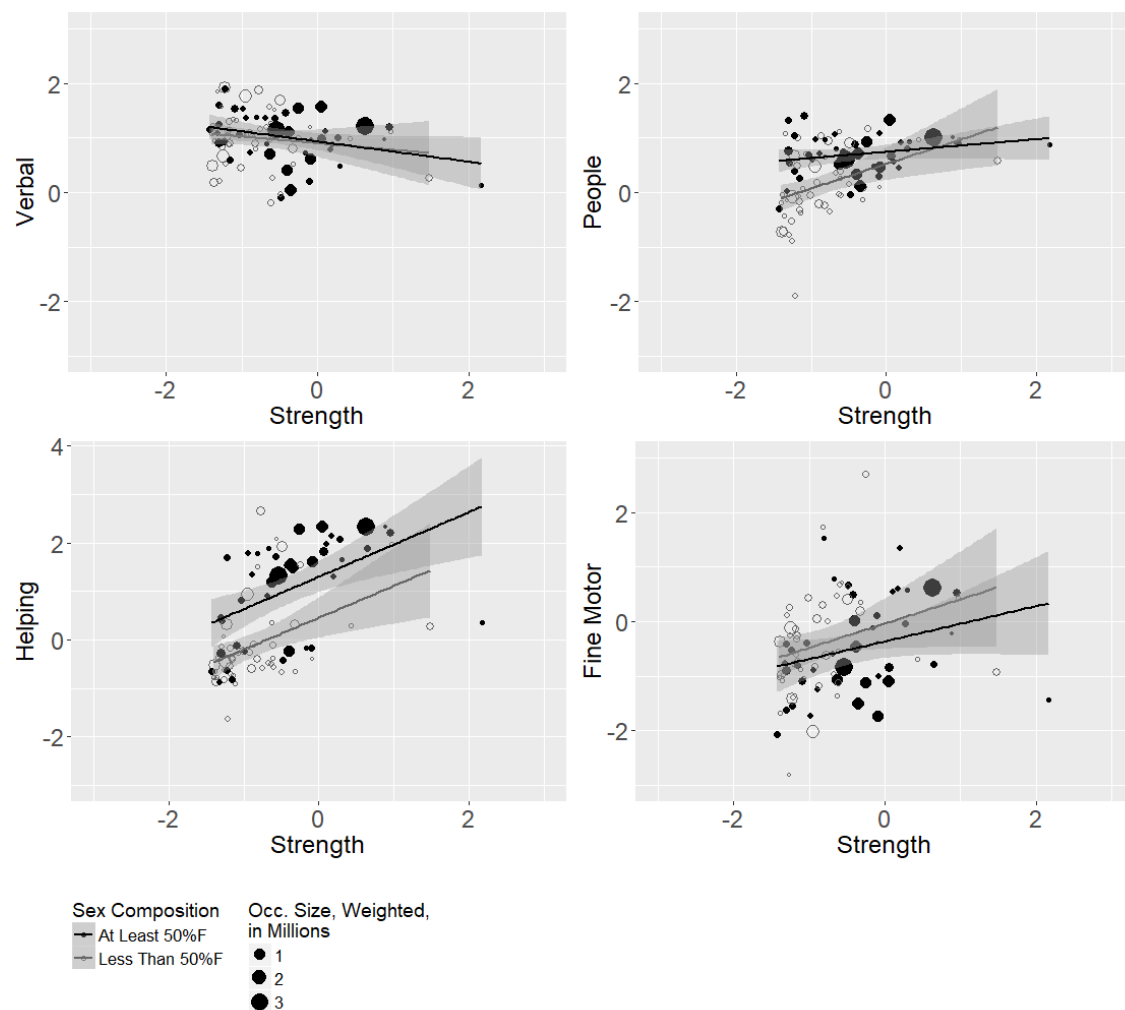 2
0
-2
Verbal
-2
0
2
Strength
2
0
-2
People
-2
0
2
Strength
4
2
0
-2
Helping
-2
0
2
Strength
2
0
-2
Fine Motor
-2
0
2
Strength
Sex Composition
At Least 50%F
Less Than 50%F
Occ. Size, Weighted,
in Millions
1
2
3